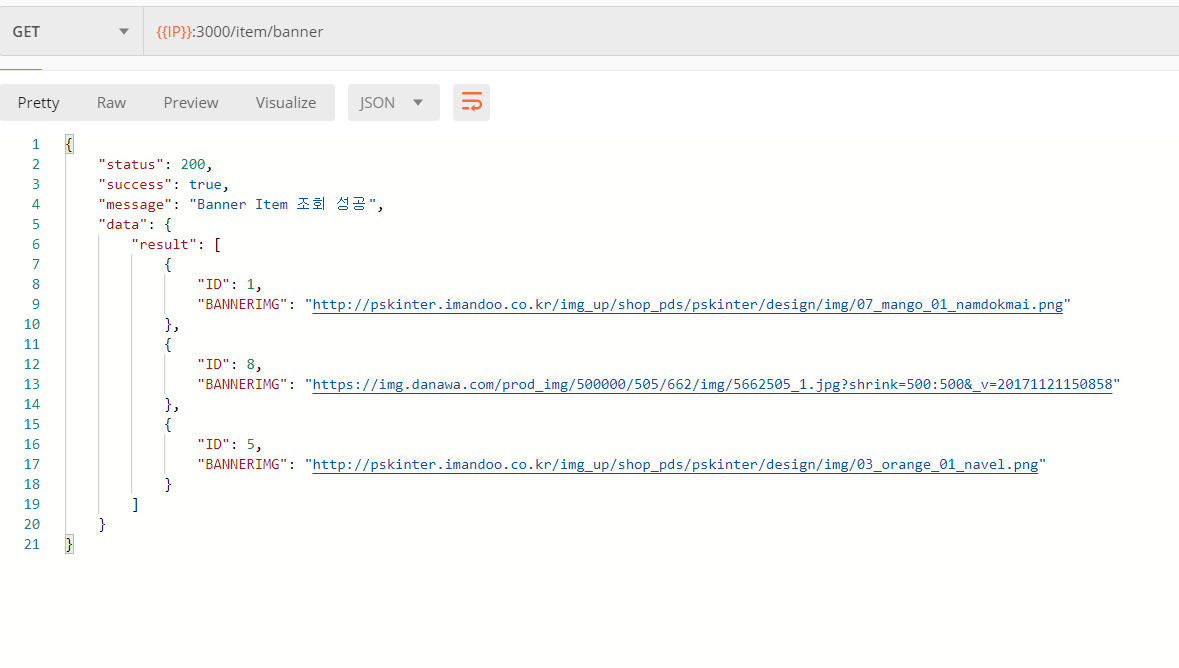 GET {{IP}}:3000/item/banner
Pretty Raw Preview Visualize JSON
1 {
2 "status": 200,
3 "success": true,
4 "message": "Banner Item 조회 성공",
5 "data": {
6 "result": [
7 {
8 "ID": 1,
9 "BANNERIMG": "http://pskinter.imandoo.co.kr/img_up/shop_pds/pskinter/design/img/07_mango_01_namdokmai.png"
10 },
11 {
12 "ID": 8,
13 "BANNERIMG": "https://img.danawa.com/prod_img/500000/505/662/img/5662505_1.jpg?shrink=500:500&_v=20171121150858"
14 },
15 {
16 "ID": 5,
17 "BANNERIMG": "http://pskinter.imandoo.co.kr/img_up/shop_pds/pskinter/design/img/03_orange_01_navel.png"
18 }
19 ]
20 }
21 }